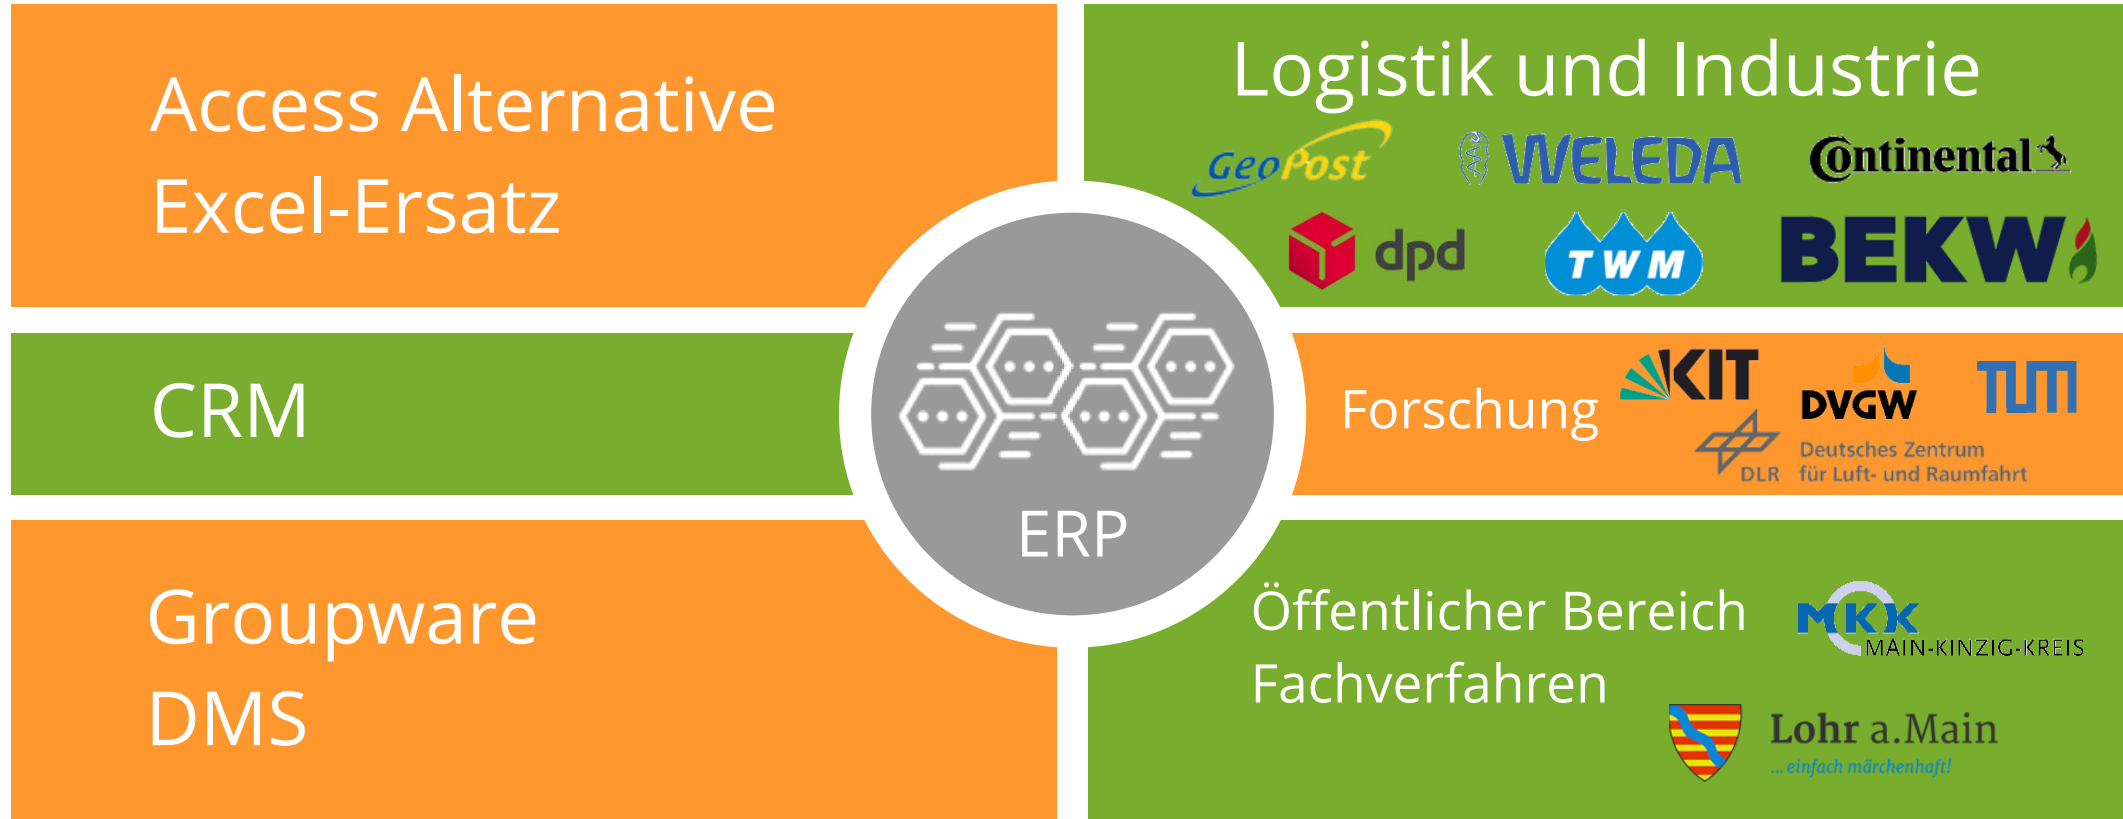 Access Alternative
Excel-Ersatz
CRM
Groupware
DMS
ERP
Logistik und Industrie
GeoPost
WELEDA
Continental
dpd
TWM
BEKW
Forschung
KIT
DVGW
TUM
DLR
Deutsches Zentrum
für Luft- und Raumfahrt
Öffentlicher Bereich
Fachverfahren
MKK
MAIN-KINZIG-KREIS
Lohr a.Main
... einfach märchenhaft!